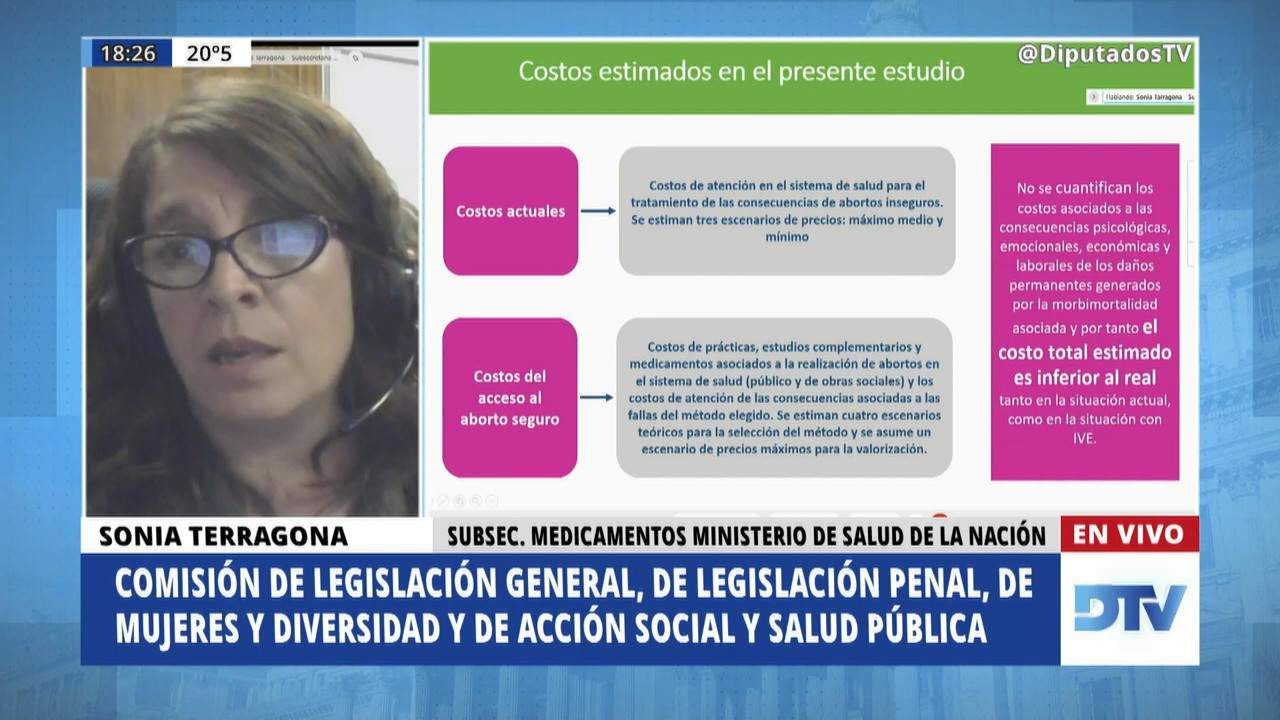 18:26 20º5
Terragona Subsecretaria ...
@DiputadosTV
Costos estimados en el presente estudio
Hablando: Sonia Tarragona
Costos actuales
Costos de atención en el sistema de salud para el
tratamiento de las consecuencias de abortos inseguros.
Se estiman tres escenarios de precios: máximo medio y
mínimo
Costos del
acceso al
aborto seguro
Costos de prácticas, estudios complementarios y
medicamentos asociados a la realización de abortos en
el sistema de salud (público y de obras sociales) y los
costos de atención de las consecuencias asociadas a las
fallas del método elegido. Se estiman cuatro escenarios
teóricos para la selección del método y se asume un
escenario de precios máximos para la valorización.
No se cuantifican los
costos asociados a las
consecuencias psicológicas,
emocionales, económicas y
laborales de los daños
permanentes generados
por la morbimortalidad
asociada y por tanto el
costo total estimado
es inferior al real
tanto en la situación actual,
como en la situación con
IVE.
SONIA TERRAGONA
SUBSEC. MEDICAMENTOS MINISTERIO DE SALUD DE LA NACIÓN
EN VIVO
COMISIÓN DE LEGISLACIÓN GENERAL, DE LEGISLACIÓN PENAL, DE
MUJERES Y DIVERSIDAD Y DE ACCIÓN SOCIAL Y SALUD PÚBLICA
DTV